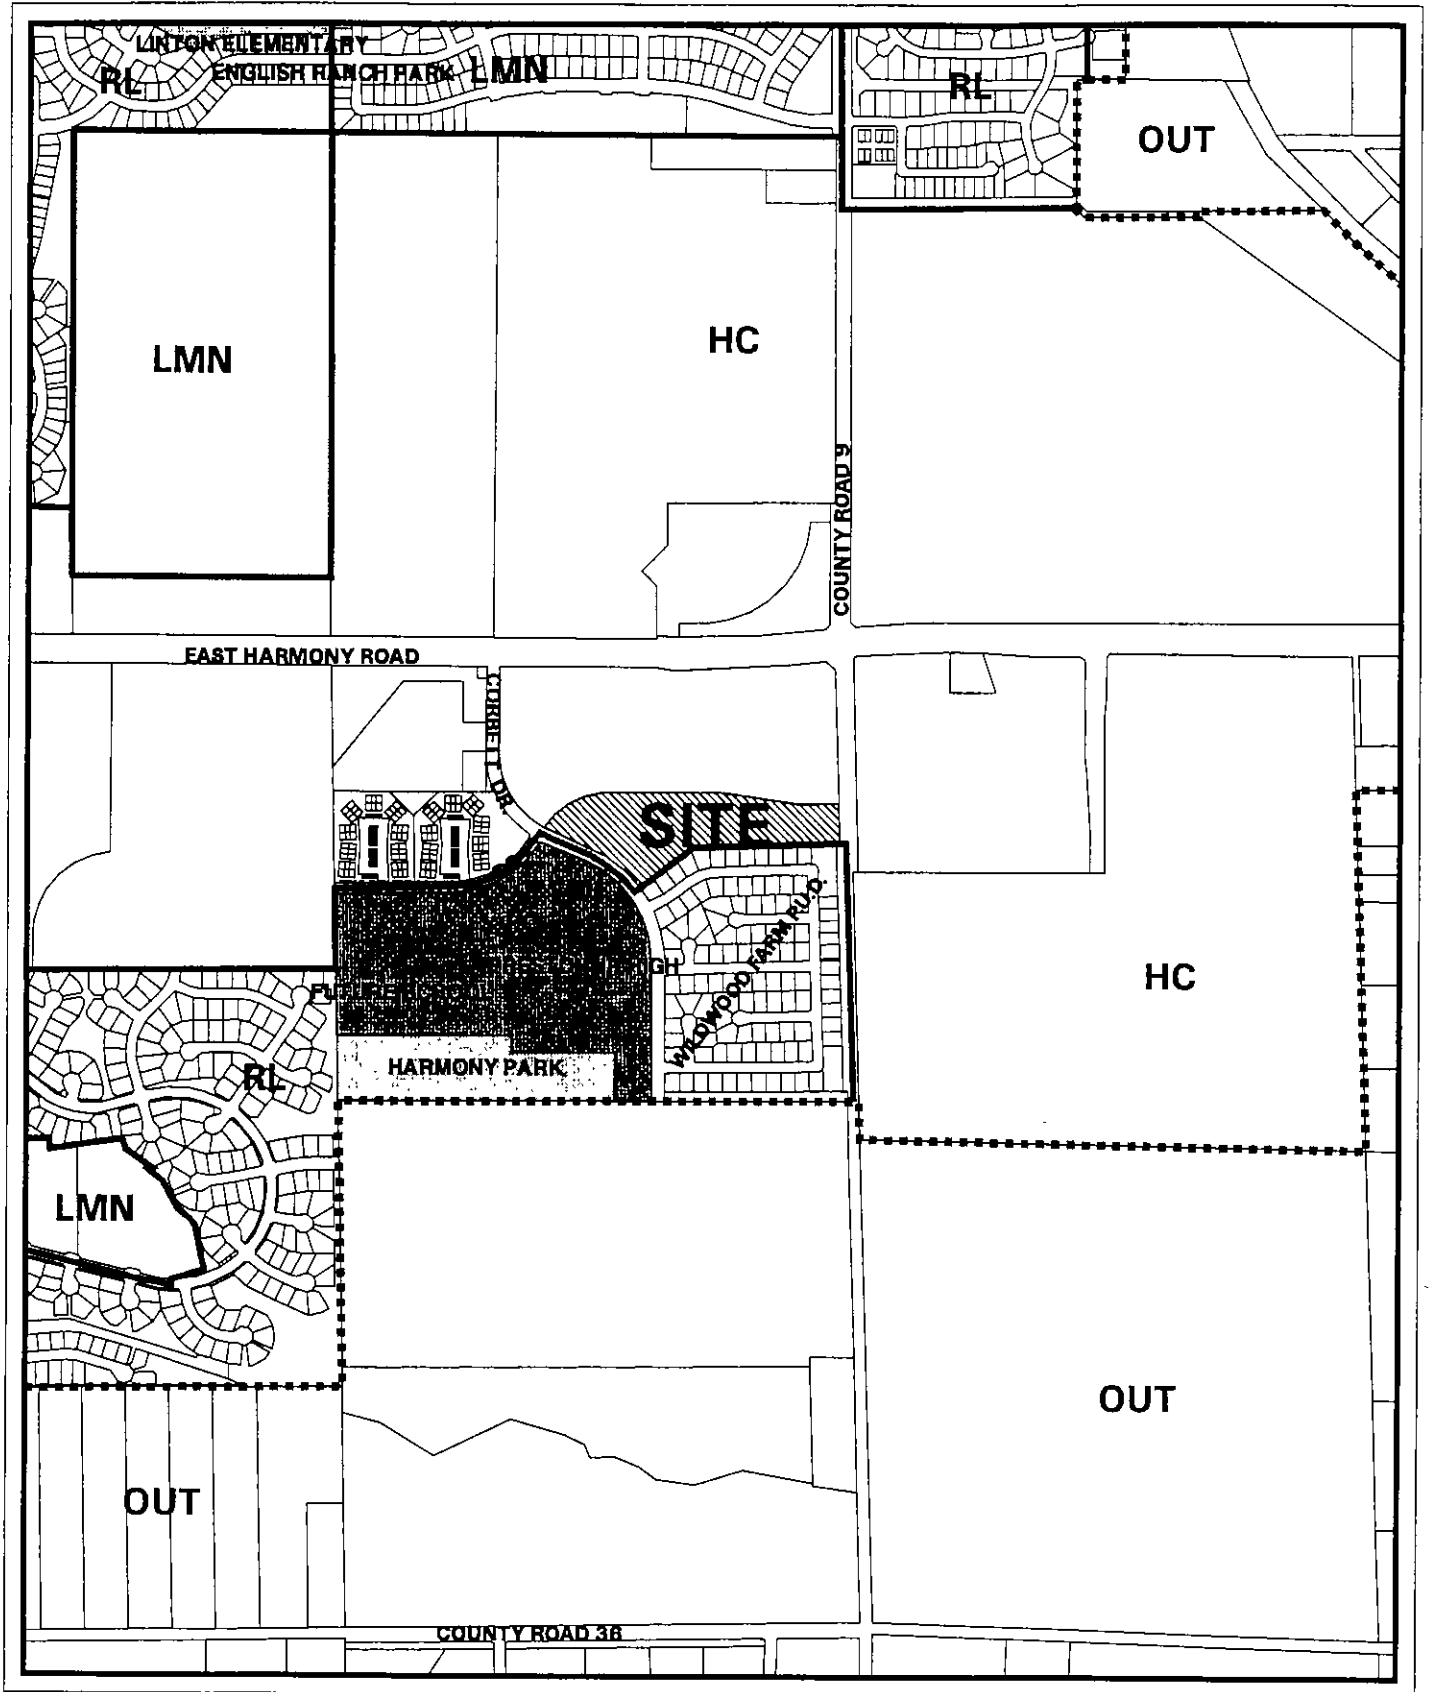 LINTON ELEMENTARY
RL
ENGLISH RANCH PARK
LMN
RL
OUT
LMN
HC
COUNTY ROAD 9
EAST HARMONY ROAD
CORBETT DR
SITE
WILDWOOD FARM P.U.D.
GH
HC
HARMONY PARK
RL
LMN
OUT
OUT
COUNTY ROAD 36